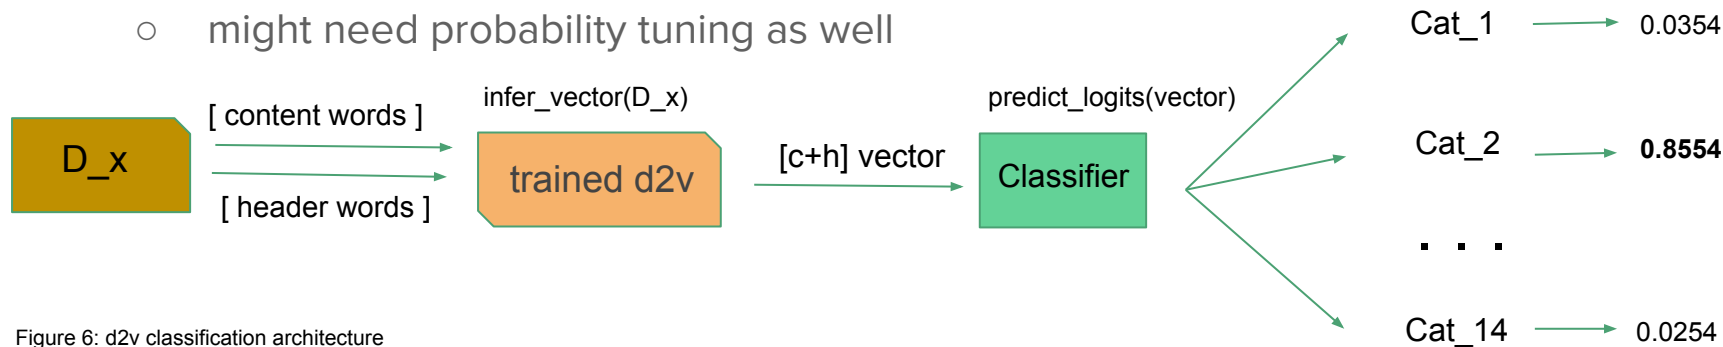 ○ might need probability tuning as well
D_x
[ content words ]
[ header words ]
infer_vector(D_x)
trained d2v
[c+h] vector
predict_logits(vector)
Classifier
Cat_1 0.0354
Cat_2 0.8554
. . .
Cat_14 0.0254
Figure 6: d2v classification architecture